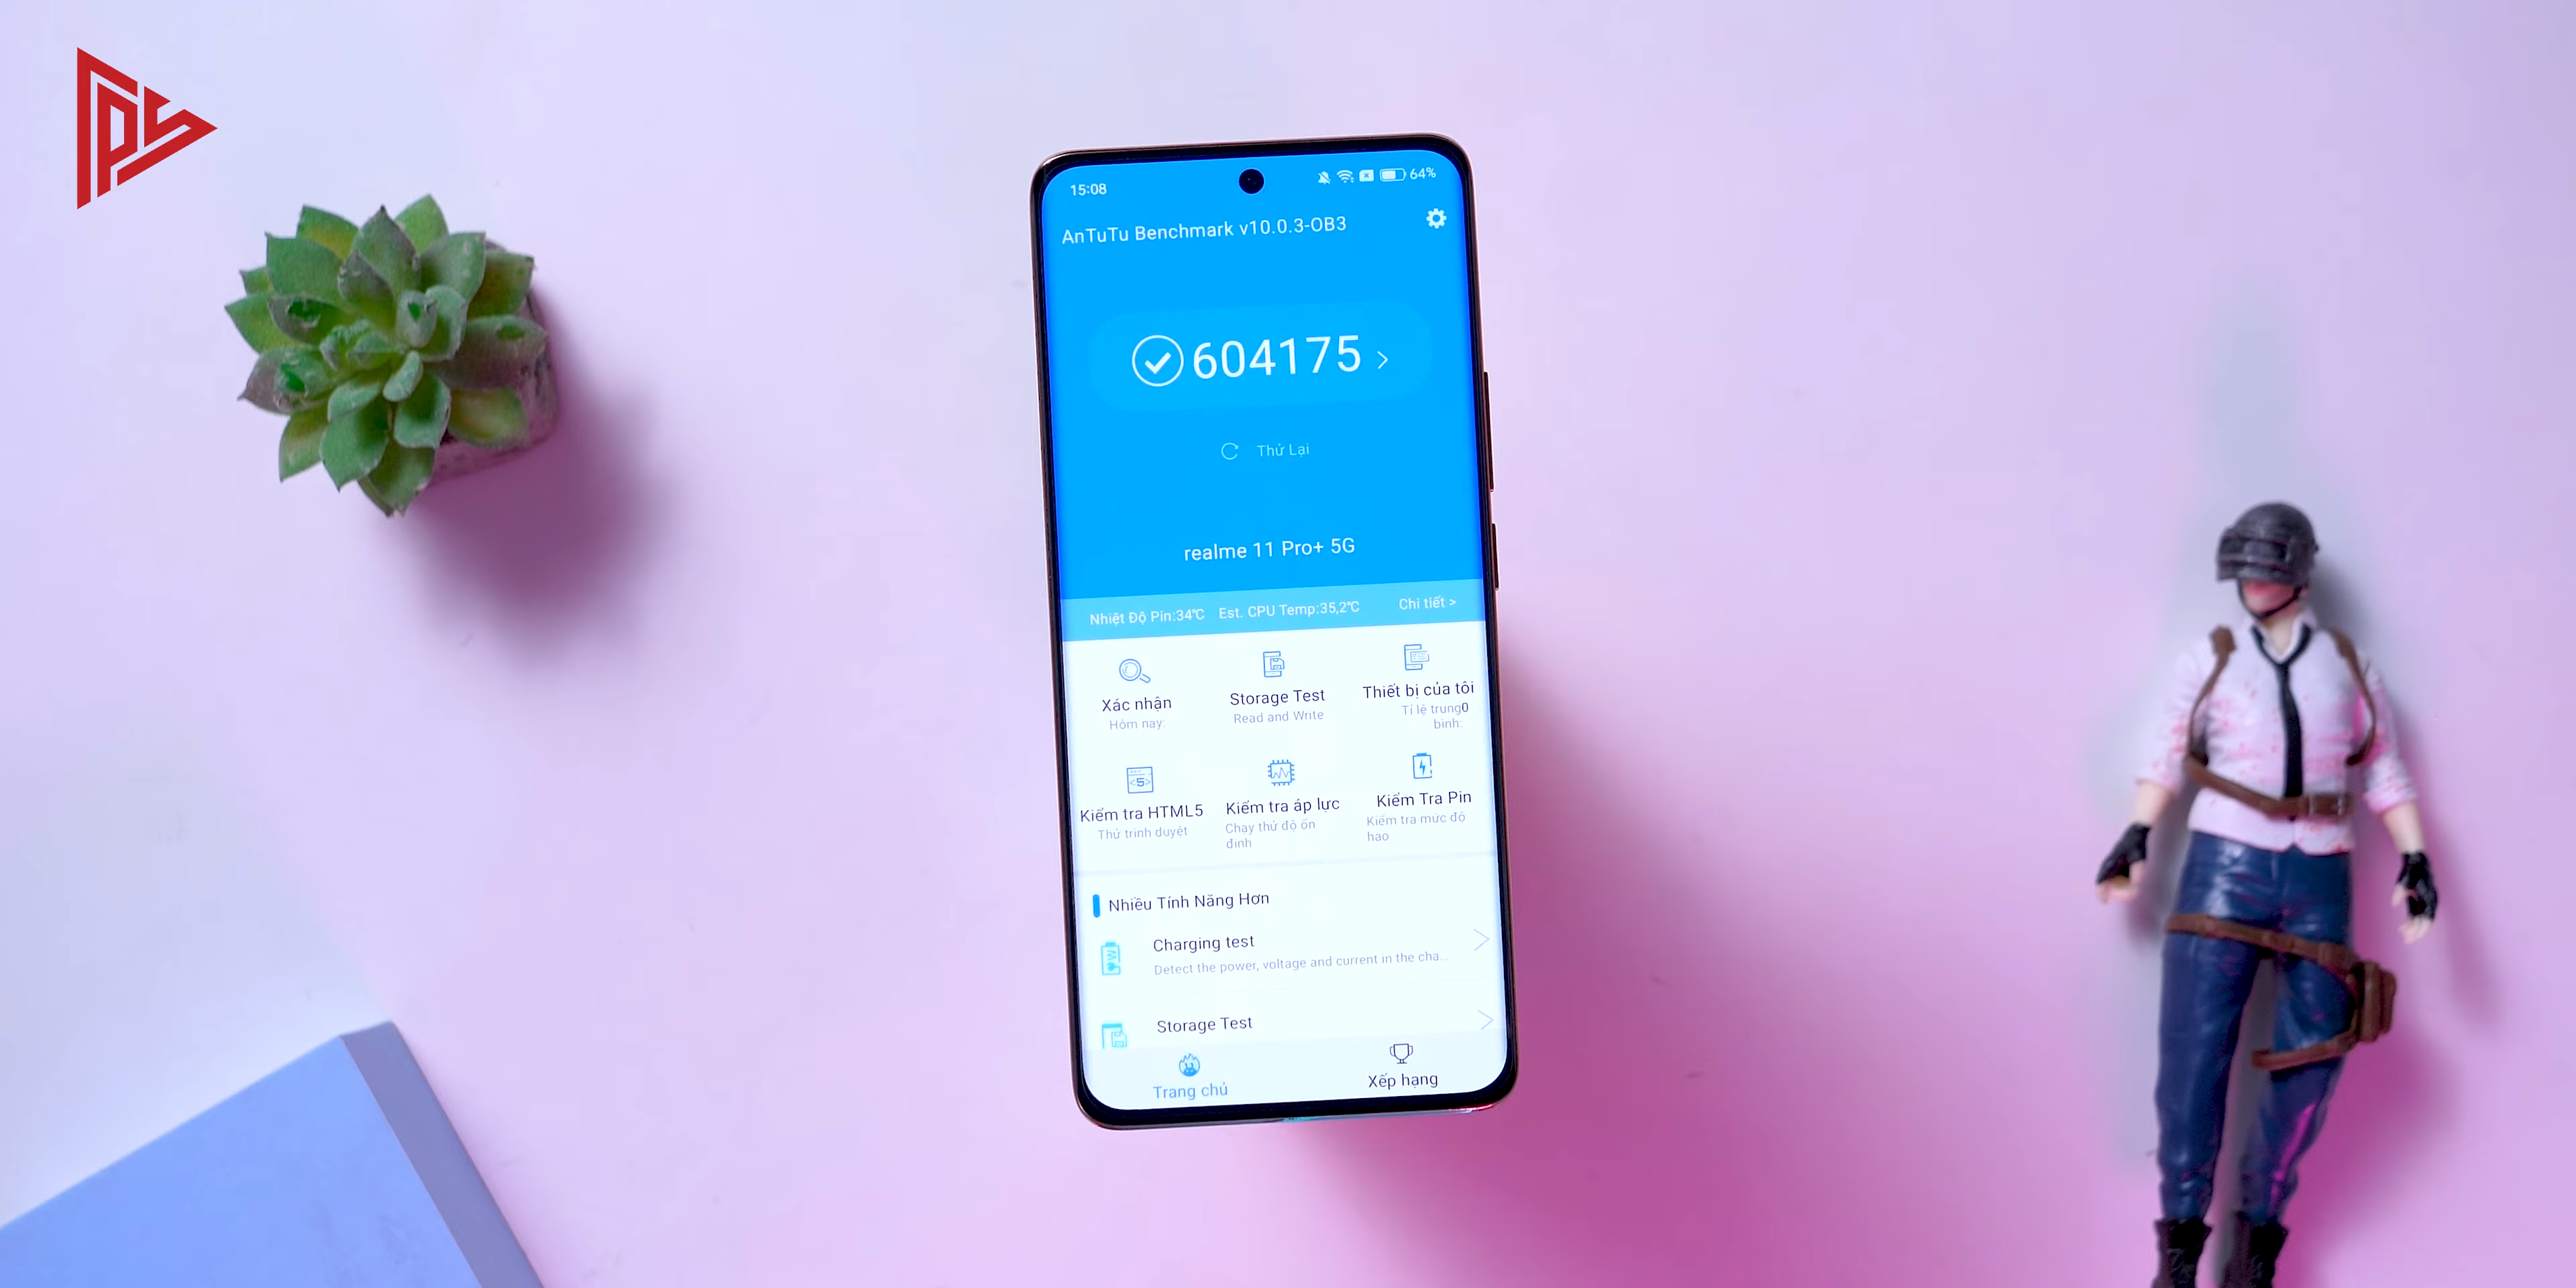 15:08
64%
AnTuTu Benchmark v10.0.3-OB3
604175
Thử Lại
realme 11 Pro+ 5G
Nhiệt Độ Pin:34℃ Est. CPU Temp:35,2℃ Chi tiết >
Xác nhận
Hôm nay:
Storage Test
Read and Write
Thiết bị của tôi
Tỉ lệ trung0
bình:
Kiểm tra HTML5
Thử trình duyệt
Kiểm tra áp lực
Chạy thử độ ổn
định
Kiểm Tra Pin
Kiểm tra mức độ
hao
Nhiều Tính Năng Hơn
Charging test
Detect the power, voltage and current in the cha...
Storage Test
Trang chủ
Xếp hạng